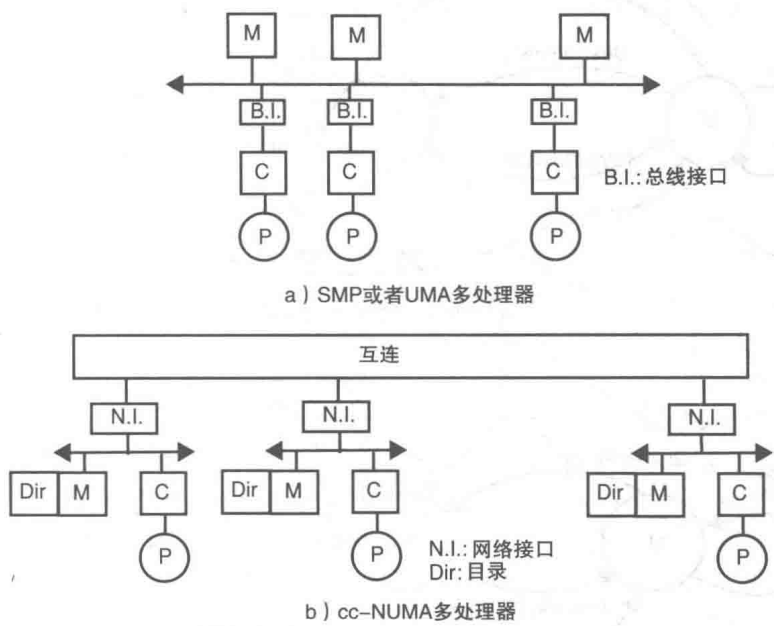 M M M
B.I. B.I. B.I.
C C C
B.I.: 总线接口
P P P
a）SMP或者UMA多处理器
互连
N.I. N.I. N.I.
Dir M C Dir M C Dir M C
P P P
N.I.: 网络接口
Dir: 目录
b）cc-NUMA多处理器